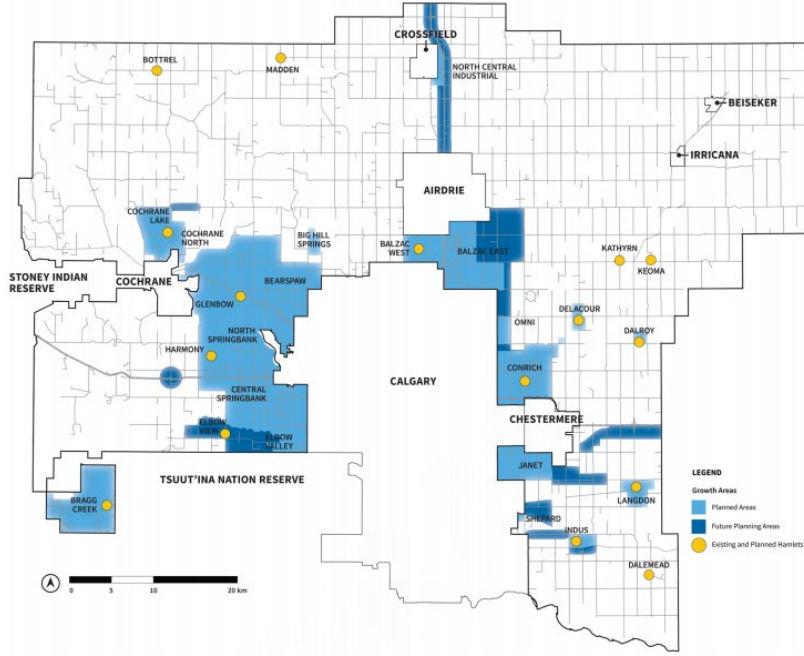 CROSSFIELD
BOTTREL
MADDEN
NORTH CENTRAL
INDUSTRIAL
BEISEKER
IRRICANA
AIRDRIE
COCHRANE
LAKE
COCHRANE
NORTH
BIG HILL
SPRINGS
BALZAC
WEST
BALZAC EAST
KATHYRN
KEOMA
STONEY INDIAN
RESERVE
COCHRANE
BEARSPAW
GLENBOW
DELACOUR
OMNI
NORTH
SPRINGBANK
DALROY
HARMONY
CONRICH
CALGARY
CENTRAL
SPRINGBANK
CHESTERMERE
ELBOW
VIEW
ELBOW
VALLEY
JANET
TSUUT'INA NATION RESERVE
BRAGG
CREEK
LANGDON
SHEPARD
INDUS
DALEMEAD
LEGEND
Growth Areas
Planned Areas
Future Planning Areas
Existing and Planned Hamlets
0 5 10 20 km